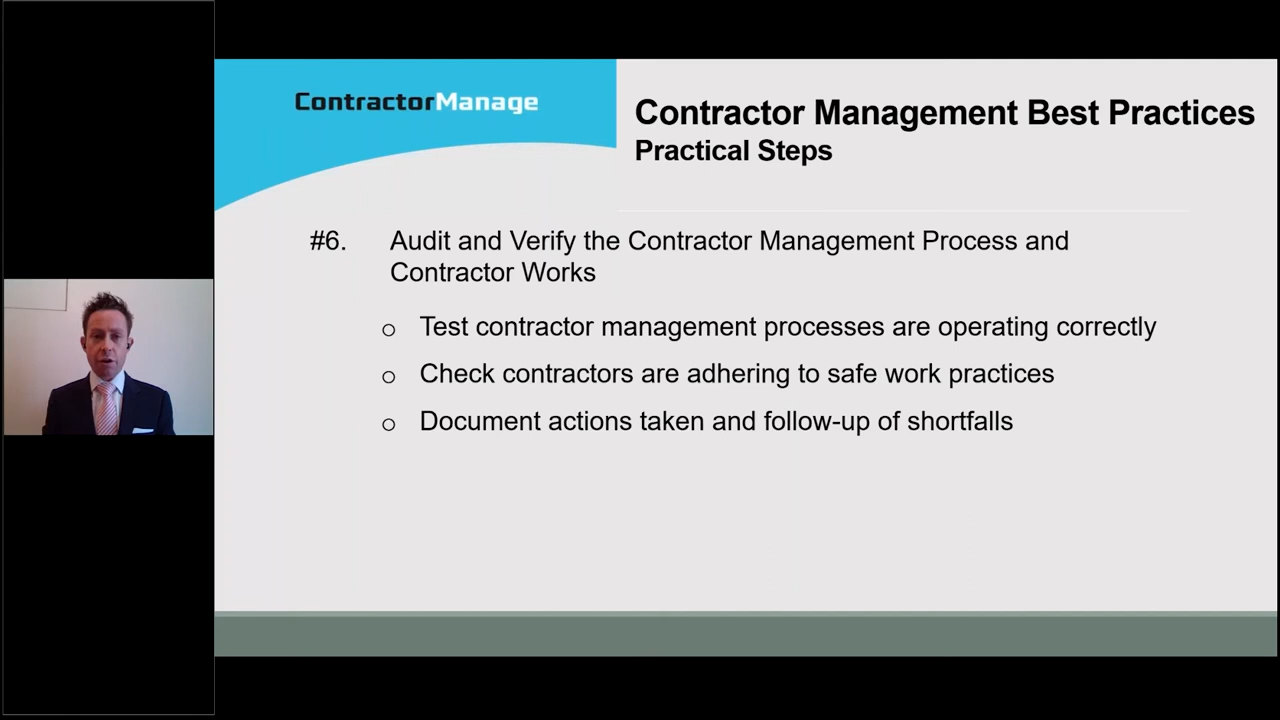 ContractorManage
Contractor Management Best Practices
Practical Steps
#6. Audit and Verify the Contractor Management Process and
Contractor Works
o Test contractor management processes are operating correctly
o Check contractors are adhering to safe work practices
o Document actions taken and follow-up of shortfalls